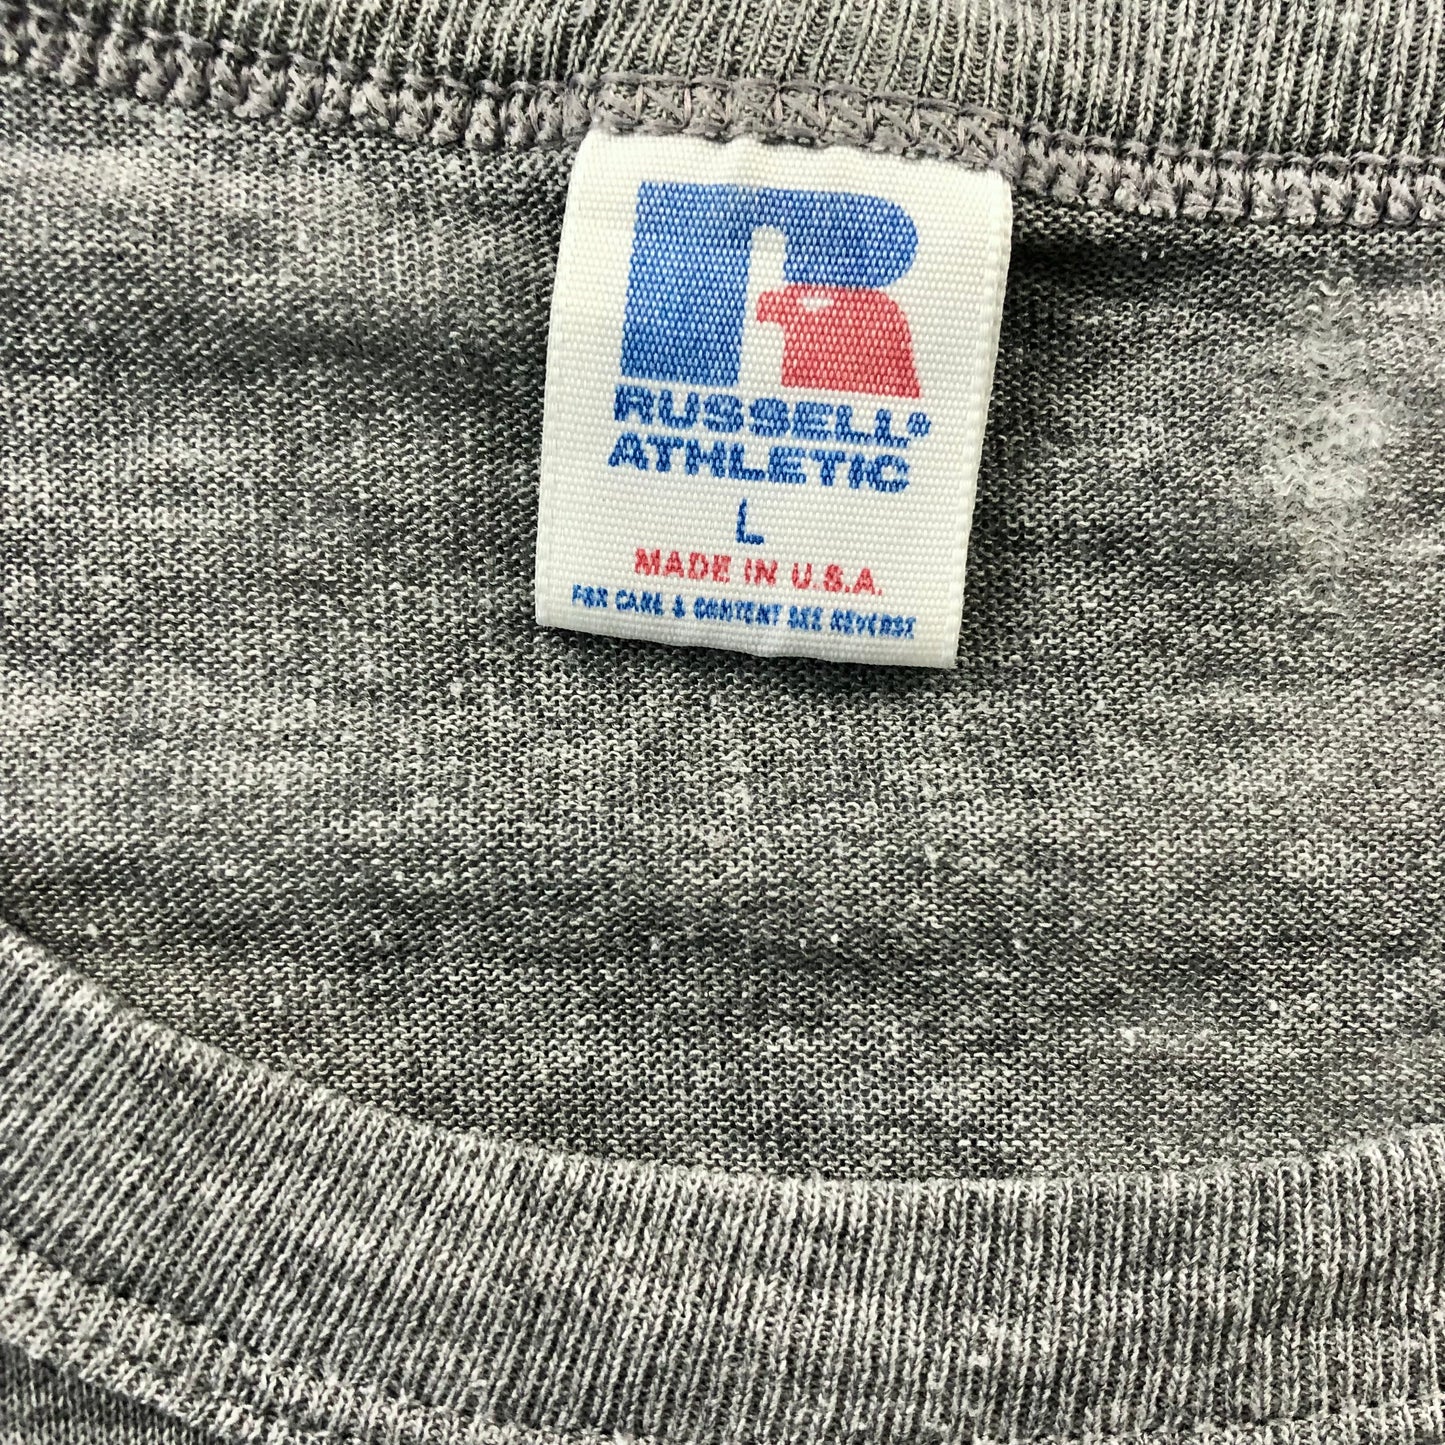 R
RUSSELL®
ATHLETIC
L
MADE IN U.S.A.
FOR CARE & CONTENT SEE REVERSE